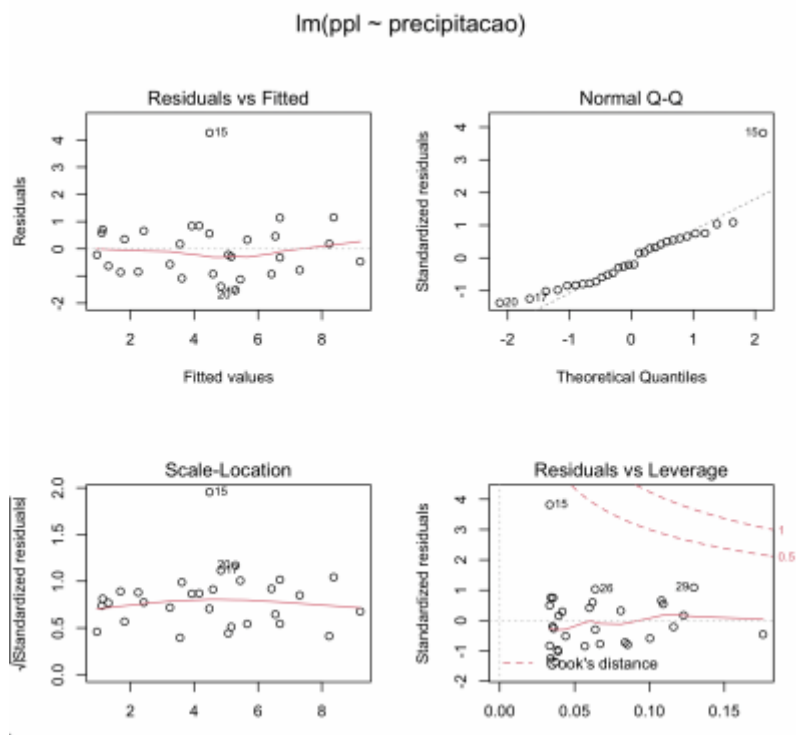 lm(ppl ~ precipitacao)
Residuals vs Fitted
Residuals
4
3
2
1
0
-2
15
20
2 4 6 8
Fitted values
Normal Q-Q
Standardized residuals
4
3
2
1
0
-1
15
20
17
-2 -1 0 1 2
Theoretical Quantiles
Scale-Location
√|Standardized residuals|
2.0
1.5
1.0
0.5
0.0
15
20
17
2 4 6 8
Residuals vs Leverage
Standardized residuals
4
3
2
1
0
-1
-2
15
26
29
1
0.5
Cook's distance
0.00 0.05 0.10 0.15